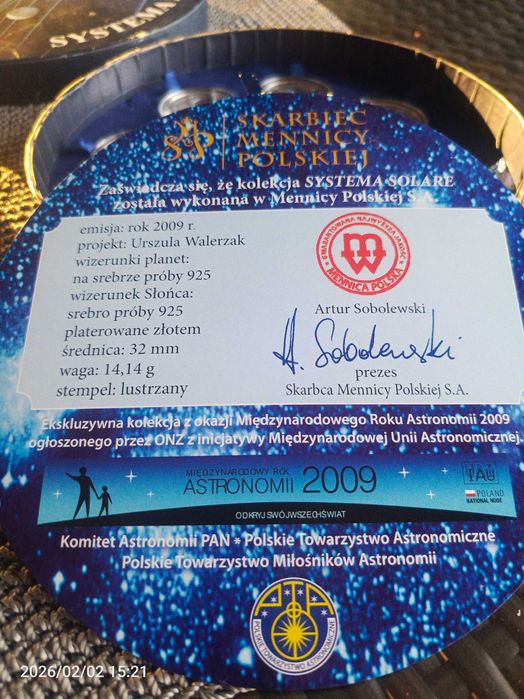 SYSTEMA
SKARBIEC
MENNICY
POLSKIEJ
Zaświadcza się, że kolekcja SYSTEMA SOLARE
została wykonana w Mennicy Polskiej S.A.
emisja: rok 2009 r.
projekt: Urszula Walerzak
wizerunki planet:
na srebrze próby 925
wizerunek Słońca:
srebro próby 925
platerowane złotem
średnica: 32 mm
waga: 14,14 g
stempel: lustrzany
GWARANTOWANA NAJWYŻSZA JAKOŚĆ
MENNICA POLSKA
Artur Sobolewski
A. Sobolewski
prezes
Skarbca Mennicy Polskiej S.A.
Ekskluzywna kolekcja z okazji Międzynarodowego Roku Astronomii 2009
ogłoszonego przez ONZ z inicjatywy Międzynarodowej Unii Astronomicznej.
MIĘDZYNARODOWY ROK
ASTRONOMII 2009
ODKRYJ SWÓJ WSZECHŚWIAT
IAU
POLAND
NATIONAL NODE
Komitet Astronomii PAN * Polskie Towarzystwo Astronomiczne
Polskie Towarzystwo Miłośników Astronomii
POLSKIE TOWARZYSTWO ASTRONOMICZNE
2026/02/02 15:21